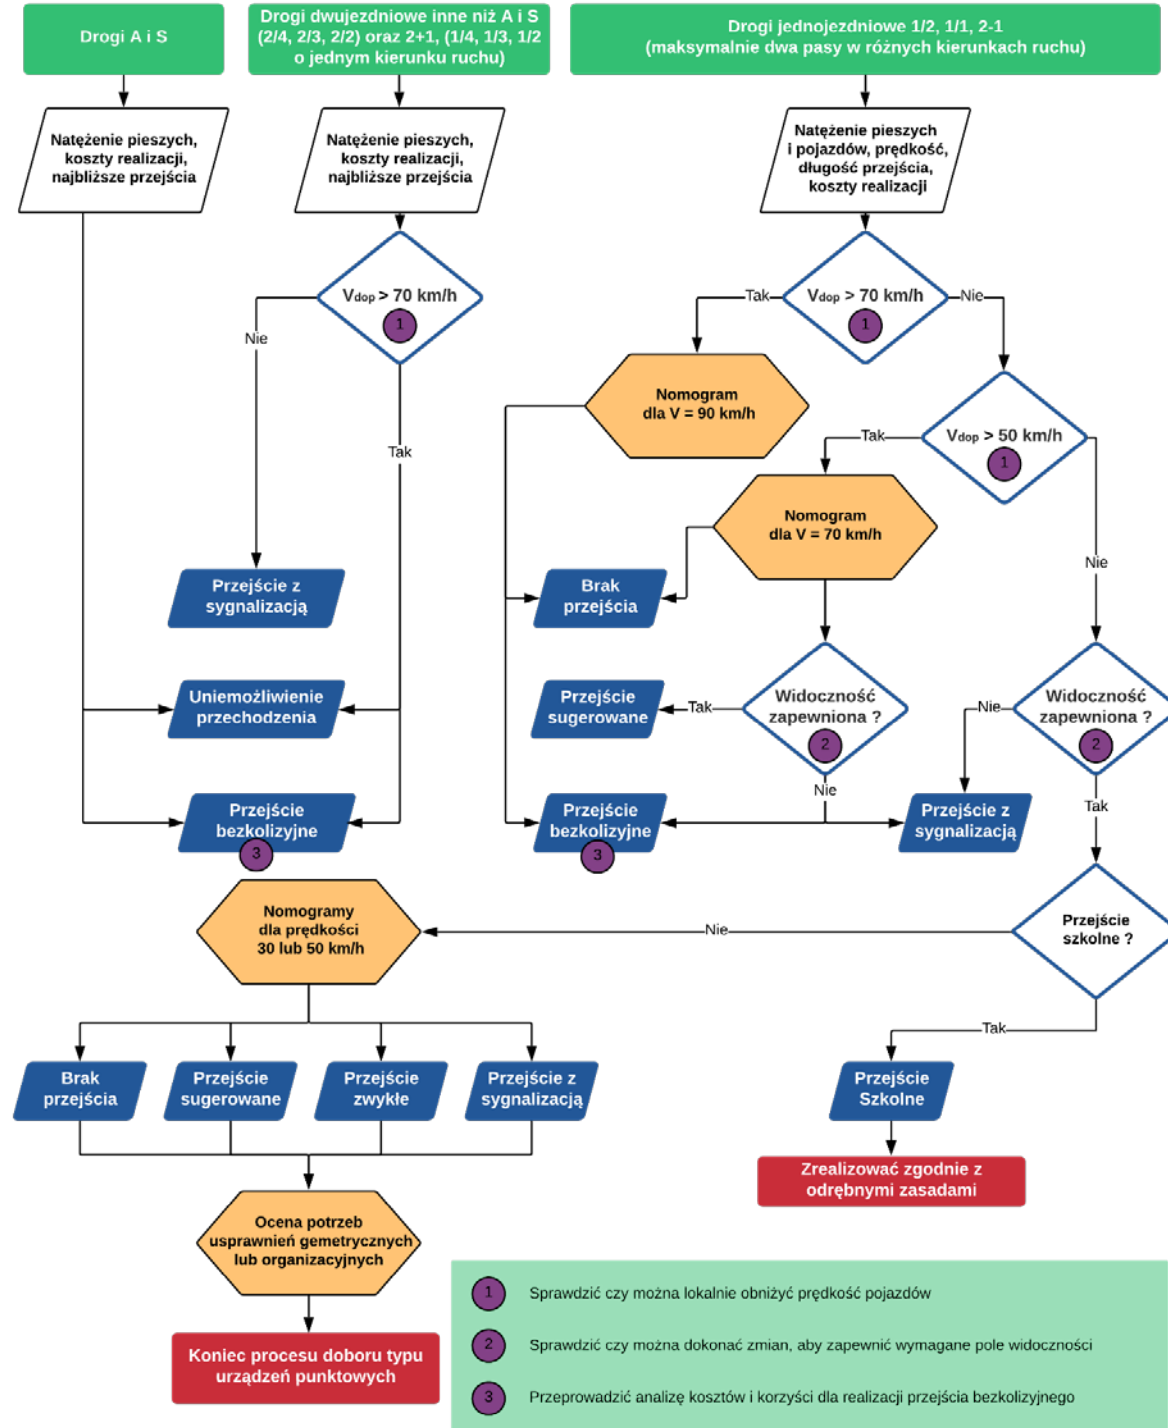 Drogi A i S
Drogi dwujezdniowe inne niż A i S
(2/4, 2/3, 2/2) oraz 2+1, (1/4, 1/3, 1/2
o jednym kierunku ruchu)
Drogi jednojezdniowe 1/2, 1/1, 2-1
(maksymalnie dwa pasy w różnych kierunkach ruchu)
Natężenie pieszych,
koszty realizacji,
najbliższe przejścia
Natężenie pieszych,
koszty realizacji,
najbliższe przejścia
Natężenie pieszych
i pojazdów, prędkość,
długość przejścia,
koszty realizacji
Vdop > 70 km/h
1
Nie
Tak
Tak
Vdop > 70 km/h
1
Nie
Nomogram
dla V = 90 km/h
Tak
Vdop > 50 km/h
1
Nomogram
dla V = 70 km/h
Nie
Przejście z
sygnalizacją
Brak
przejścia
Uniemożliwienie
przechodzenia
Przejście
sugerowane
Tak
Widoczność
zapewniona ?
2
Nie
Nie
Widoczność
zapewniona ?
2
Tak
Przejście
bezkolizyjne
3
Przejście
bezkolizyjne
3
Przejście z
sygnalizacją
Nomogramy
dla prędkości
30 lub 50 km/h
Nie
Przejście
szkolne ?
Tak
Brak
przejścia
Przejście
sugerowane
Przejście
zwykłe
Przejście z
sygnalizacją
Przejście
Szkolne
Zrealizować zgodnie z
odrębnymi zasadami
Ocena potrzeb
usprawnień gemetrycznych
lub organizacyjnych
Koniec procesu doboru typu
urządzeń punktowych
1 Sprawdzić czy można lokalnie obniżyć prędkość pojazdów
2 Sprawdzić czy można dokonać zmian, aby zapewnić wymagane pole widoczności
3 Przeprowadzić analizę kosztów i korzyści dla realizacji przejścia bezkolizyjnego